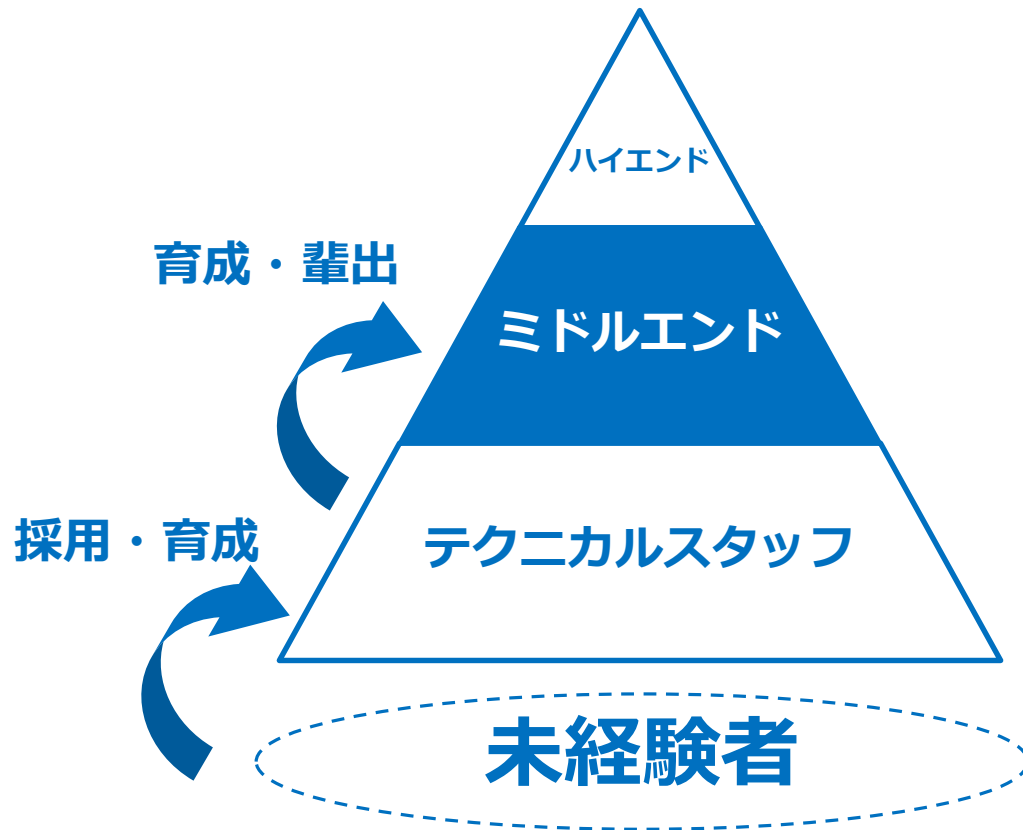 ハイエンド
育成・輩出
ミドルエンド
採用・育成
テクニカルスタッフ
未経験者